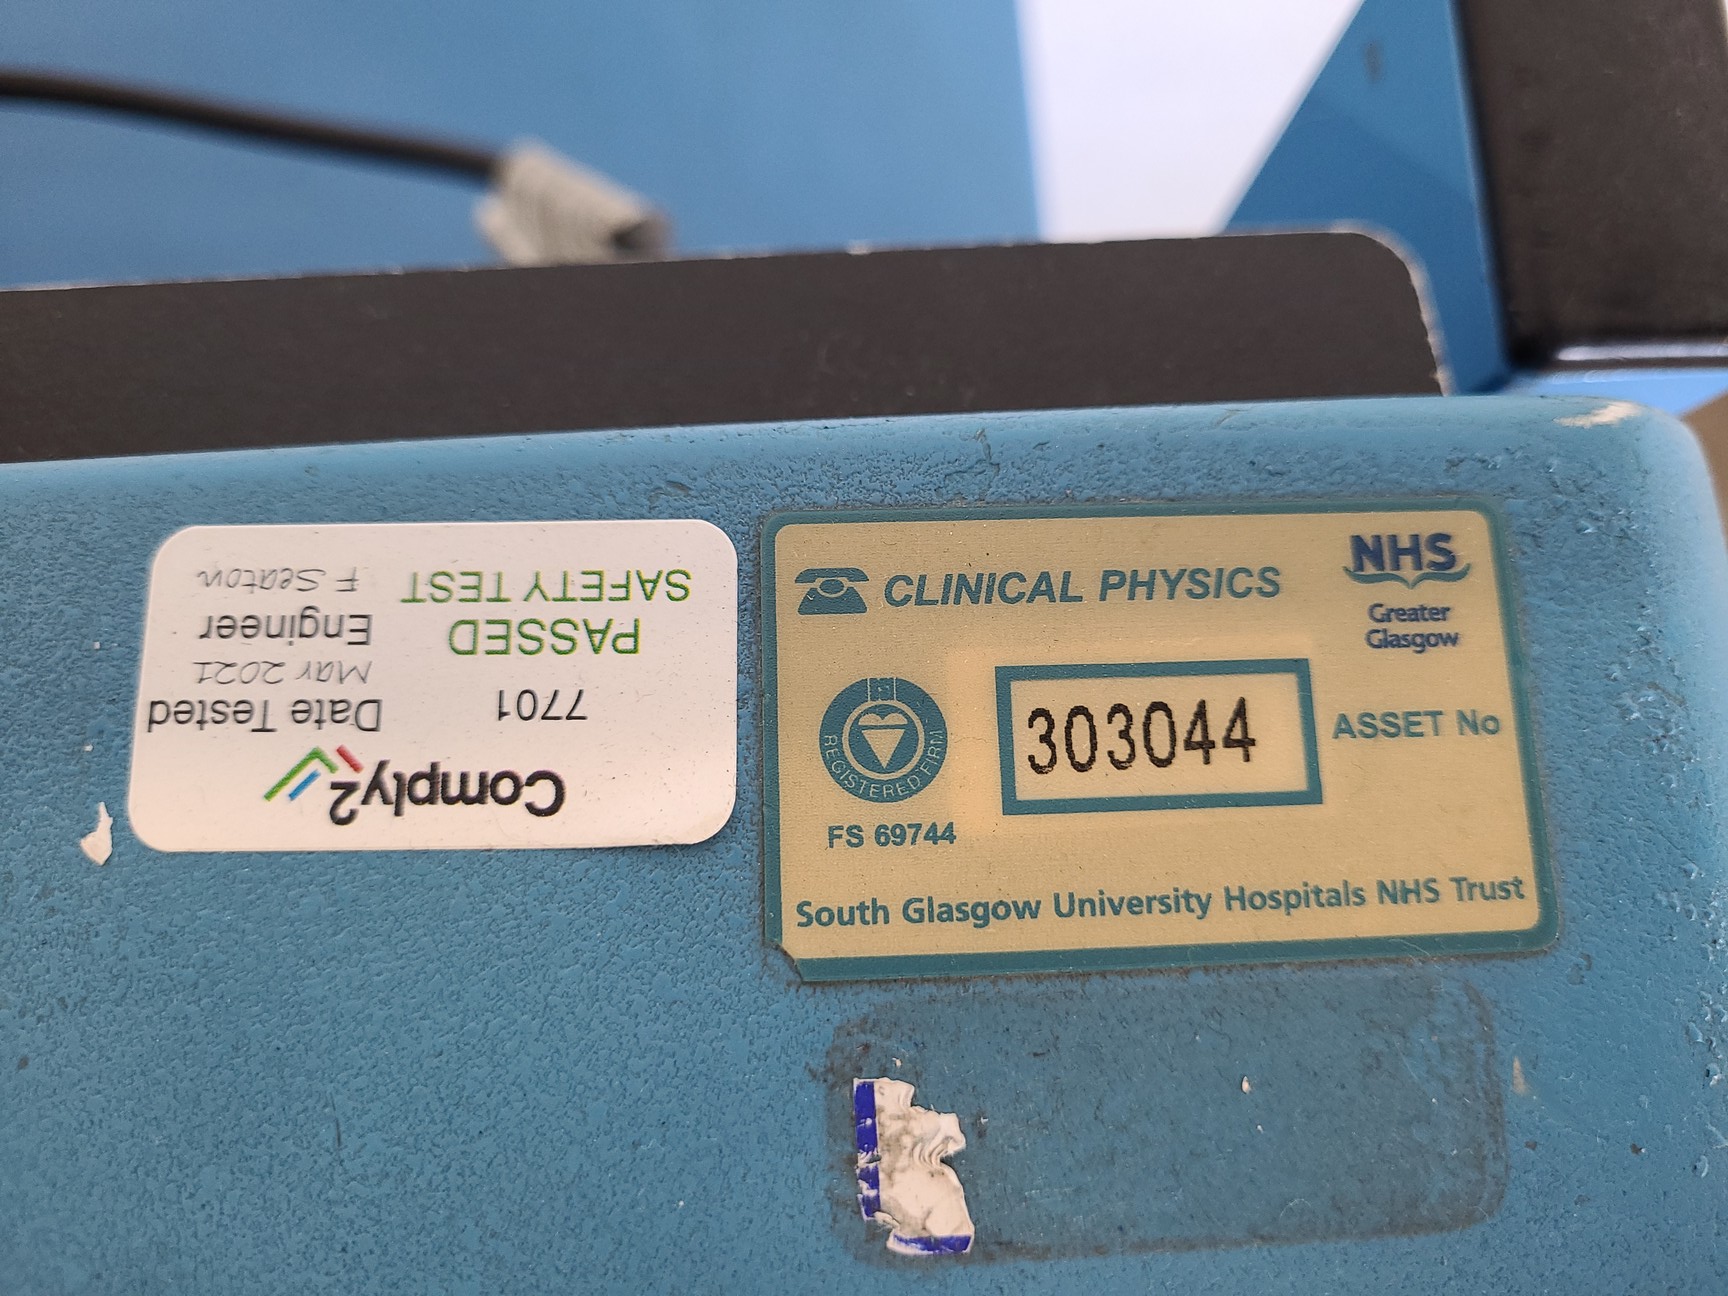 Comply2
7701
Date Tested
Mar 2021
PASSED
SAFETY TEST
Engineer
F Seaton
CLINICAL PHYSICS
NHS
Greater
Glasgow
REGISTERED FIRM
303044
ASSET No
FS 69744
South Glasgow University Hospitals NHS Trust